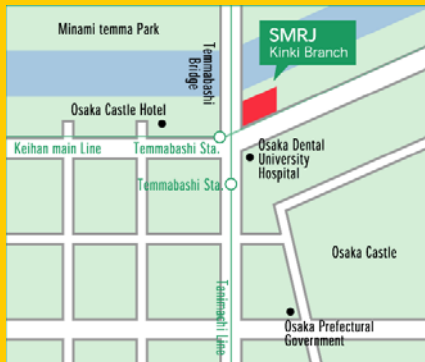 Minami temma Park
Temmabashi
Bridge
SMRJ
Kinki Branch
Osaka Castle Hotel
Keihan main Line
Temmabashi Sta.
Osaka Dental
University
Hospital
Temmabashi Sta.
Osaka Castle
Tanimachi Line
Osaka Prefectural
Government